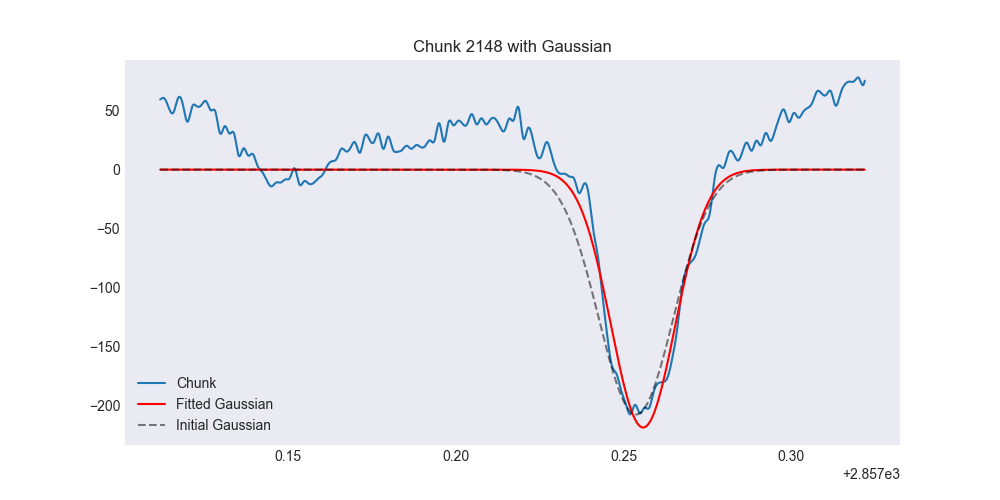 Chunk 2148 with Gaussian
50
0
−50
−100
−150
−200
Chunk
Fitted Gaussian
Initial Gaussian
0.15 0.20 0.25 0.30
+2.857e3